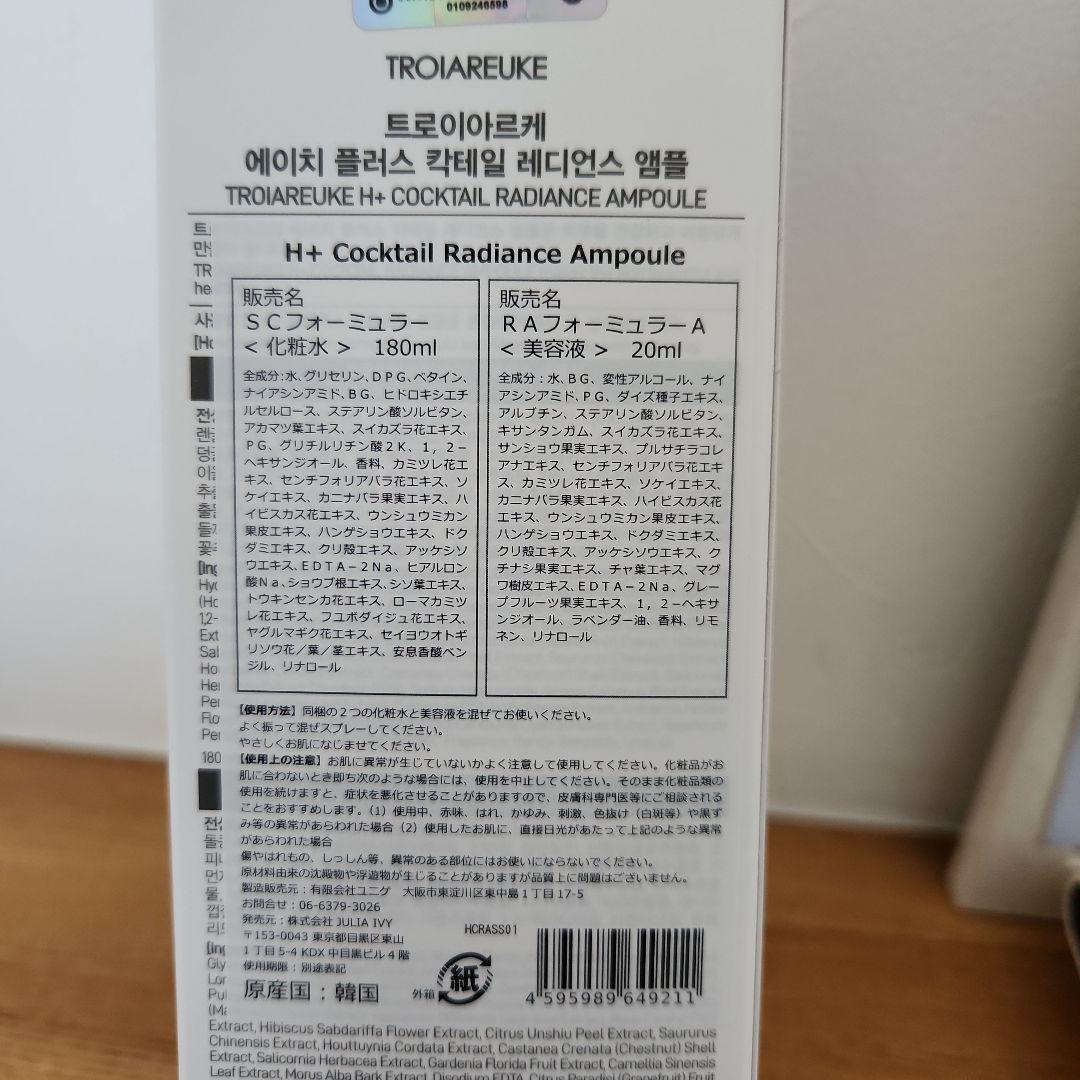 0109246598
TROIAREUKE
트로이아르케
에이치 플러스 칵테일 레디언스 앰플
TROIAREUKE H+ COCKTAIL RADIANCE AMPOULE
H+ Cocktail Radiance Ampoule
販売名
ＳＣフォーミュラー
< 化粧水 > 180ml
全成分：水、グリセリン、ＤＰＧ、ベタイン、
ナイアシンアミド、ＢＧ、ヒドロキシエチ
ルセルロース、ステアリン酸ソルビタン、
アカマツ葉エキス、スイカズラ花エキス、
ＰＧ、グリチルリチン酸２Ｋ、１，２−
ヘキサンジオール、香料、カミツレ花エ
キス、センチフォリアバラ花エキス、ソ
ケイエキス、カニナバラ果実エキス、ハ
イビスカス花エキス、ウンシュウミカン
果皮エキス、ハンゲショウエキス、ドク
ダミエキス、クリ殻エキス、アッケシソ
ウエキス、ＥＤＴＡ−２Ｎａ、ヒアルロン
酸Ｎａ、ショウブ根エキス、シソ葉エキス、
トウキンセンカ花エキス、ローマカミツ
レ花エキス、フユボダイジュ花エキス、
ヤグルマギク花エキス、セイヨウオトギ
リソウ花／葉／茎エキス、安息香酸ベン
ジル、リナロール
販売名
ＲＡフォーミュラーＡ
< 美容液 > 20ml
全成分：水、ＢＧ、変性アルコール、ナイ
アシンアミド、ＰＧ、ダイズ種子エキス、
アルブチン、ステアリン酸ソルビタン、
キサンタンガム、スイカズラ花エキス、
サンショウ果実エキス、プルサチラコレ
アナエキス、センチフォリアバラ花エキ
ス、カミツレ花エキス、ソケイエキス、
カニナバラ果実エキス、ハイビスカス花
エキス、ウンシュウミカン果皮エキス、
ハンゲショウエキス、ドクダミエキス、
クリ殻エキス、アッケシソウエキス、ク
チナシ果実エキス、チャ葉エキス、マグ
ワ樹皮エキス、ＥＤＴＡ−２Ｎａ、グレー
プフルーツ果実エキス、１，２−ヘキサ
ンジオール、ラベンダー油、香料、リモ
ネン、リナロール
【使用方法】同梱の２つの化粧水と美容液を混ぜてお使いください。
よく振って混ぜスプレーしてください。
やさしくお肌になじませてください。
【使用上の注意】お肌に異常が生じていないかよく注意して使用してください。化粧品がお
肌に合わないとき即ち次のような場合には、使用を中止してください。そのまま化粧品類の
使用を続けますと、症状を悪化させることがありますので、皮膚科専門医等にご相談される
ことをおすすめします。（1）使用中、赤味、はれ、かゆみ、刺激、色抜け（白斑等）や黒ず
み等の異常があらわれた場合（2）使用したお肌に、直接日光があたって上記のような異常
があらわれた場合
傷やはれもの、しっしん等、異常のある部位にはお使いにならないでください。
原材料由来の沈殿物や浮遊物が生じることがありますが品質上に問題はございません。
製造販売元：有限会社ユニゲ 大阪市東淀川区東中島１丁目17-5
お問合せ：06-6379-3026
発売元：株式会社 JULIA IVY
〒153-0043 東京都目黒区東山
１丁目5-4 KDX 中目黒ビル４階
使用期限：別途表記
原産国：韓国
外箱 紙
HCRASS01
4 595989 649211
Extract, Hibiscus Sabdariffa Flower Extract, Citrus Unshiu Peel Extract, Saururus
Chinensis Extract, Houttuynia Cordata Extract, Castanea Crenata (Chestnut) Shell
Extract, Salicornia Herbacea Extract, Gardenia Florida Fruit Extract, Camellia Sinensis
Leaf Extract, Morus Alba Bark Extract, Disodium EDTA, Citrus Paradisi (Grapefruit) Fruit